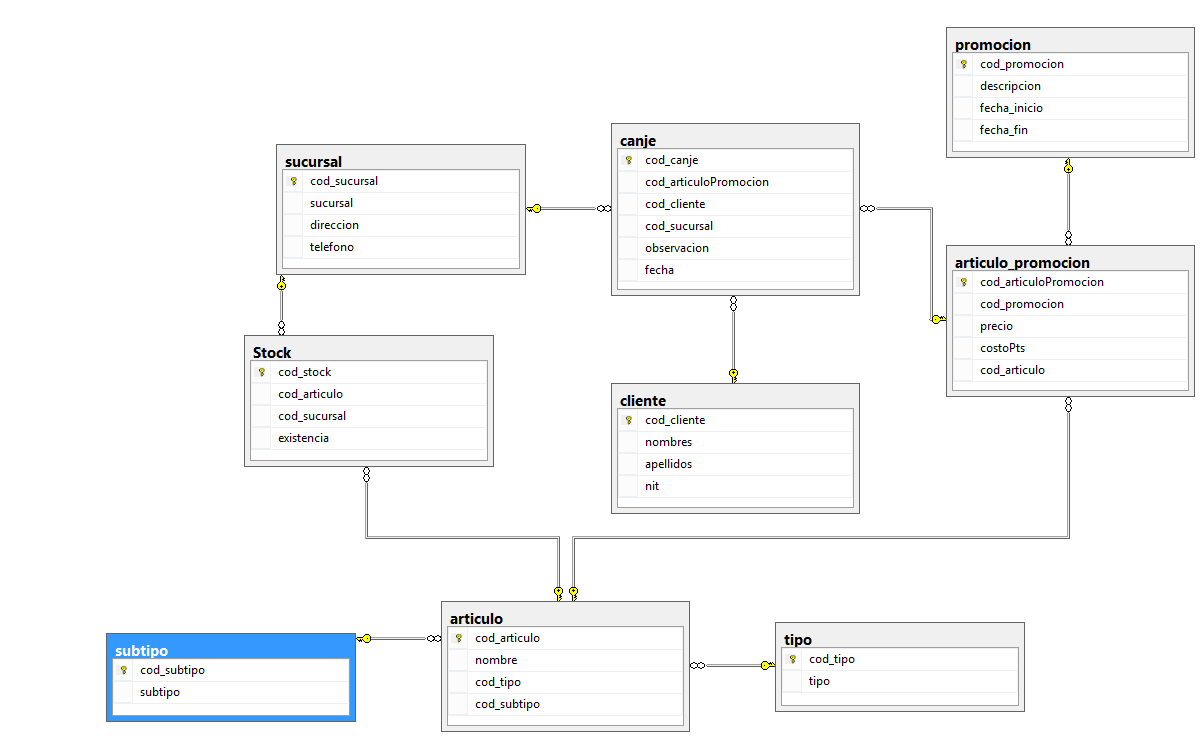 promocion
cod_promocion
descripcion
fecha_inicio
fecha_fin
canje
cod_canje
cod_articuloPromocion
cod_cliente
cod_sucursal
observacion
fecha
sucursal
cod_sucursal
sucursal
direccion
telefono
articulo_promocion
cod_articuloPromocion
cod_promocion
precio
costoPts
cod_articulo
Stock
cod_stock
cod_articulo
cod_sucursal
existencia
cliente
cod_cliente
nombres
apellidos
nit
articulo
cod_articulo
nombre
cod_tipo
cod_subtipo
subtipo
cod_subtipo
subtipo
tipo
cod_tipo
tipo